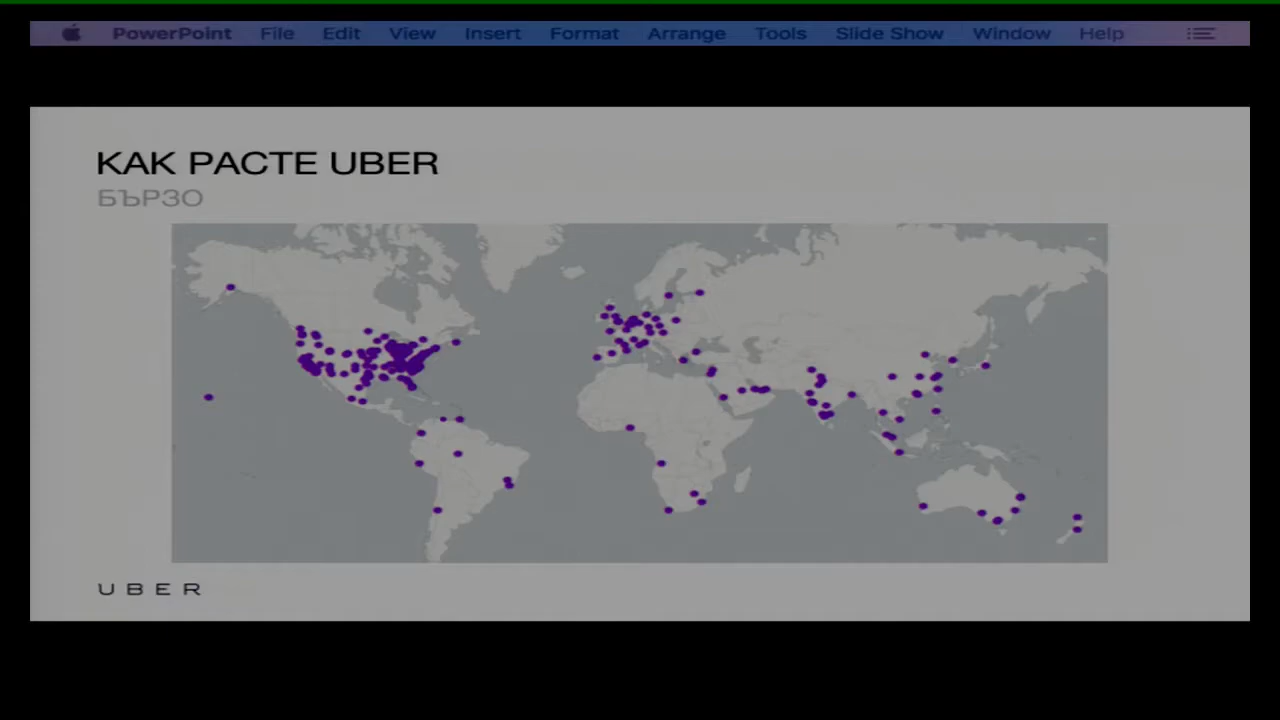 PowerPoint File Edit View Insert Format Arrange Tools Slide Show Window Help
КАК РАСТЕ UBER
БЪРЗО
UBER